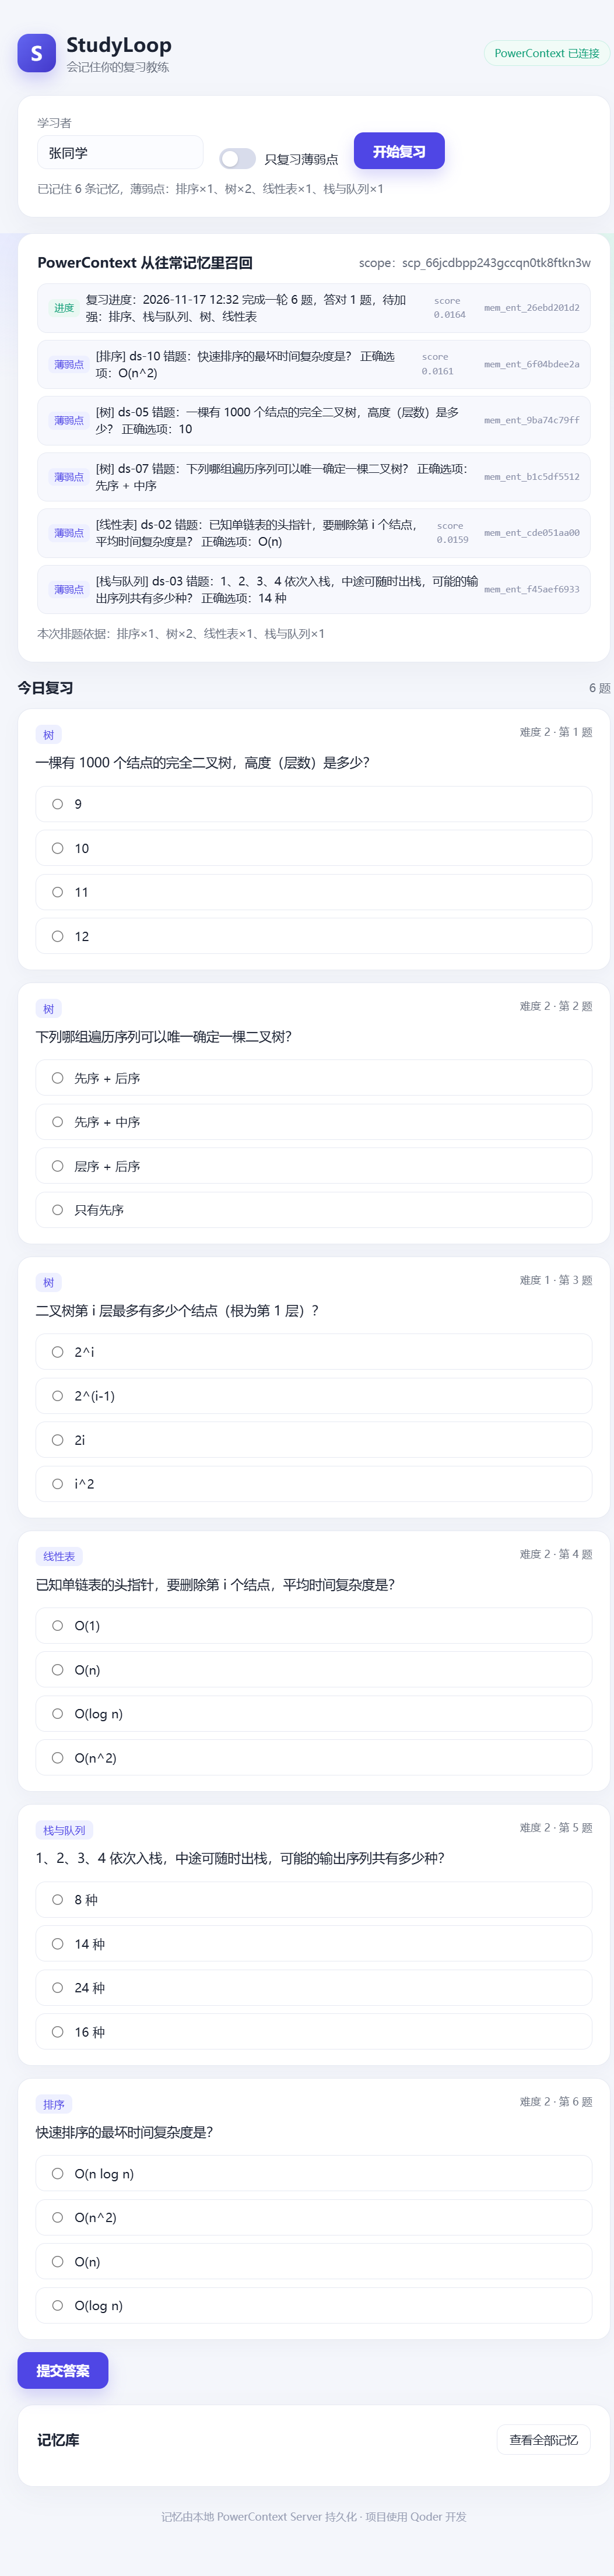 S
StudyLoop
会记住你的复习教练
PowerContext 已连接
学习者
张同学
只复习薄弱点
开始复习
已记住 6 条记忆，薄弱点：排序×1、树×2、线性表×1、栈与队列×1
PowerContext 从往常记忆里召回
scope：scp_66jcdbpp243gccqn0tk8ftkn3w
进度
复习进度：2026-11-17 12:32 完成一轮 6 题，答对 1 题，待加
强：排序、栈与队列、树、线性表
score
0.0164
mem_ent_26ebd201d2
薄弱点
[排序] ds-10 错题：快速排序的最坏时间复杂度是？ 正确选
项：O(n^2)
score
0.0161
mem_ent_6f04bdee2a
薄弱点
[树] ds-05 错题：一棵有 1000 个结点的完全二叉树，高度（层数）是多
少？ 正确选项：10
mem_ent_9ba74c79ff
薄弱点
[树] ds-07 错题：下列哪组遍历序列可以唯一确定一棵二叉树？ 正确选项：
先序 + 中序
mem_ent_b1c5df5512
薄弱点
[线性表] ds-02 错题：已知单链表的头指针，要删除第 i 个结点，
平均时间复杂度是？ 正确选项：O(n)
score
0.0159
mem_ent_cde051aa00
薄弱点
[栈与队列] ds-03 错题：1、2、3、4 依次入栈，中途可随时出栈，可能的输
出序列共有多少种？ 正确选项：14 种
mem_ent_f45aef6933
本次排题依据：排序×1、树×2、线性表×1、栈与队列×1
今日复习
6 题
树
难度 2 · 第 1 题
一棵有 1000 个结点的完全二叉树，高度（层数）是多少？
9
10
11
12
树
难度 2 · 第 2 题
下列哪组遍历序列可以唯一确定一棵二叉树？
先序 + 后序
先序 + 中序
层序 + 后序
只有先序
树
难度 1 · 第 3 题
二叉树第 i 层最多有多少个结点（根为第 1 层）？
2^i
2^(i-1)
2i
i^2
线性表
难度 2 · 第 4 题
已知单链表的头指针，要删除第 i 个结点，平均时间复杂度是？
O(1)
O(n)
O(log n)
O(n^2)
栈与队列
难度 2 · 第 5 题
1、2、3、4 依次入栈，中途可随时出栈，可能的输出序列共有多少种？
8 种
14 种
24 种
16 种
排序
难度 2 · 第 6 题
快速排序的最坏时间复杂度是？
O(n log n)
O(n^2)
O(n)
O(log n)
提交答案
记忆库
查看全部记忆
记忆由本地 PowerContext Server 持久化 · 项目使用 Qoder 开发